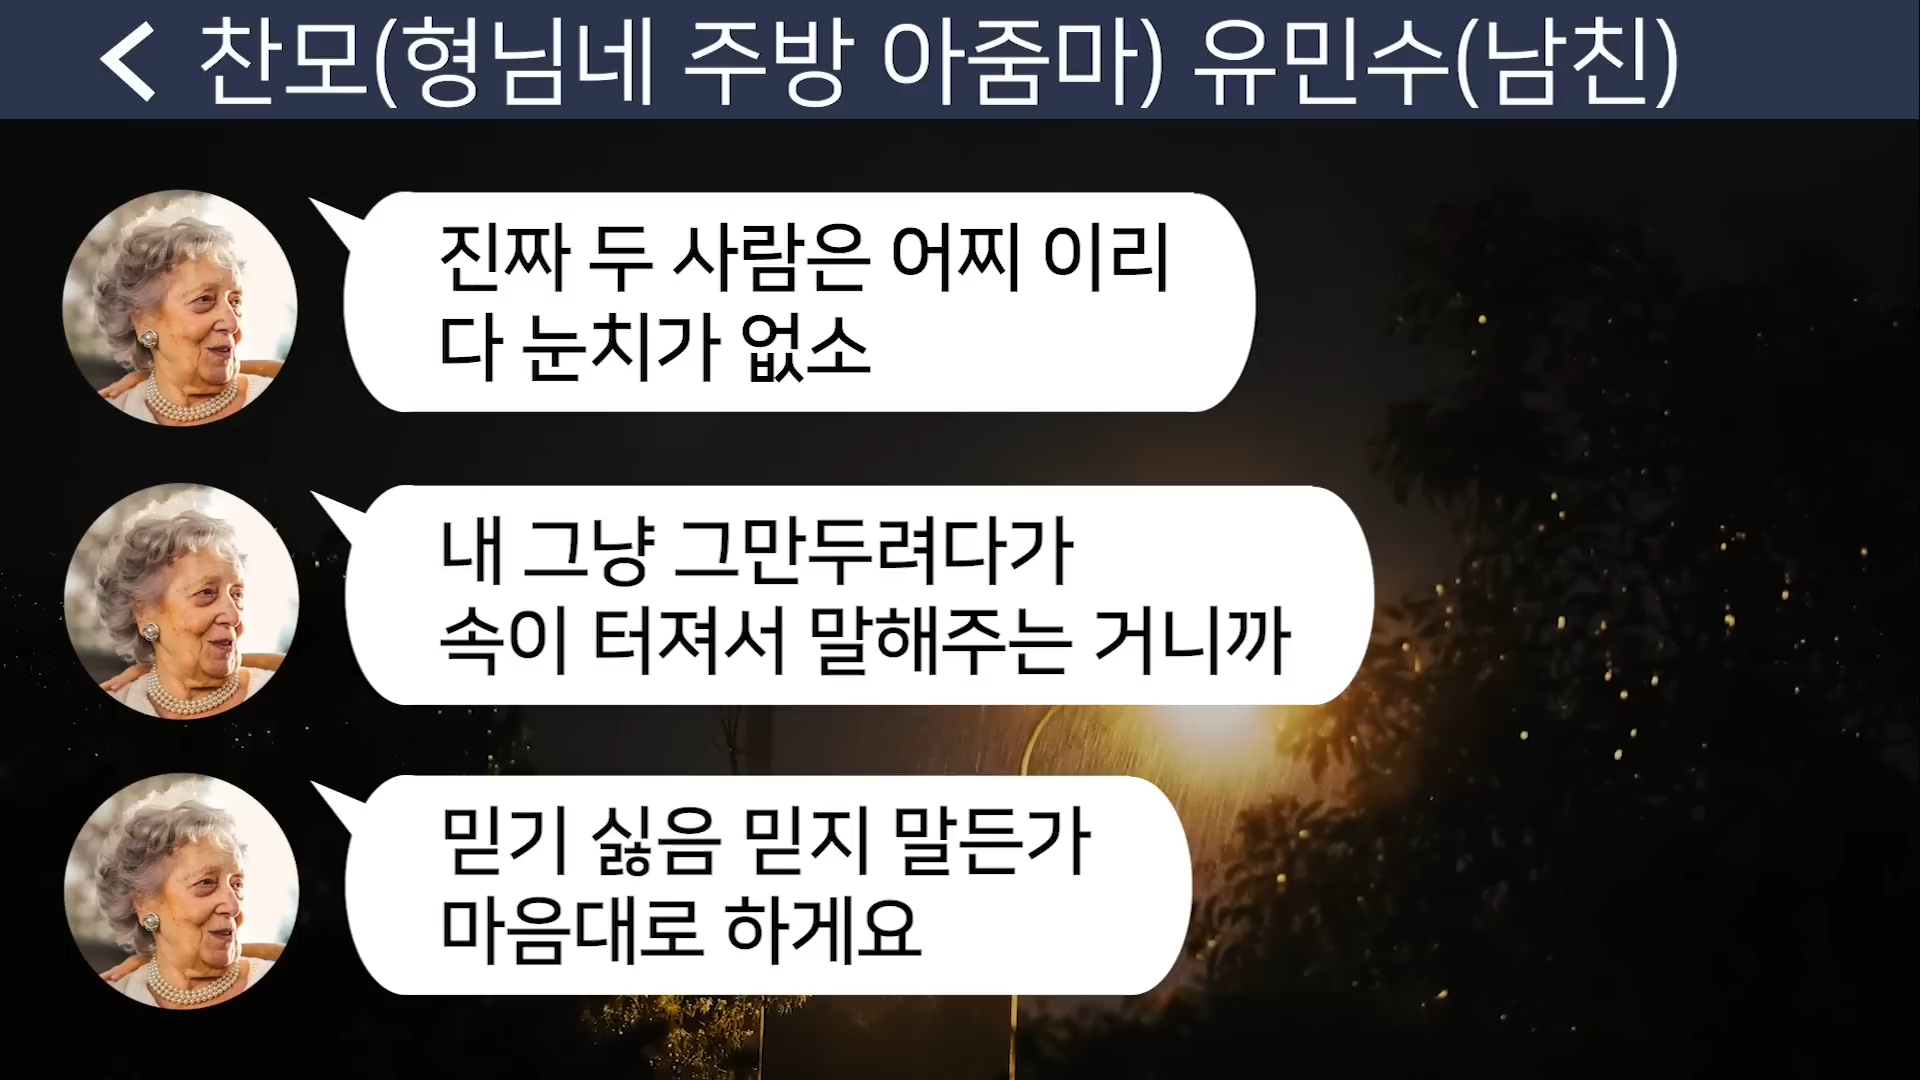 찬모(형님네 주방 아줌마) 유민수(남친)
진짜 두 사람은 어찌 이리
다 눈치가 없소
내 그냥 그만두려다가
속이 터져서 말해주는 거니까
믿기 싫음 믿지 말든가
마음대로 하게요